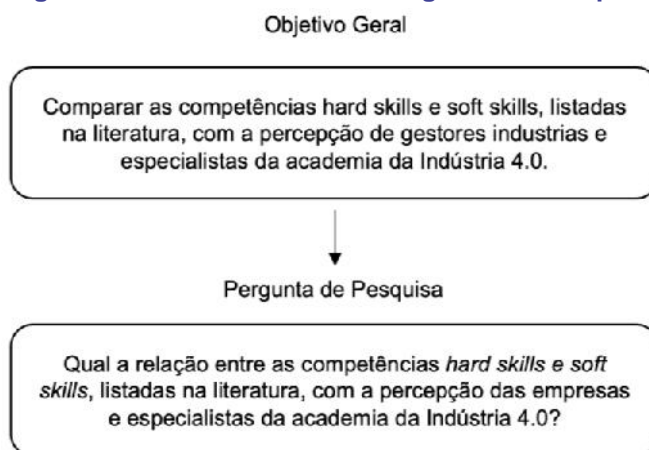 Objetivo Geral
Comparar as competências hard skills e soft skills, listadas
na literatura, com a percepção de gestores industrias e
especialistas da academia da Indústria 4.0.
Pergunta de Pesquisa
Qual a relação entre as competências hard skills e soft
skills, listadas na literatura, com a percepção das empresas
e especialistas da academia da Indústria 4.0?